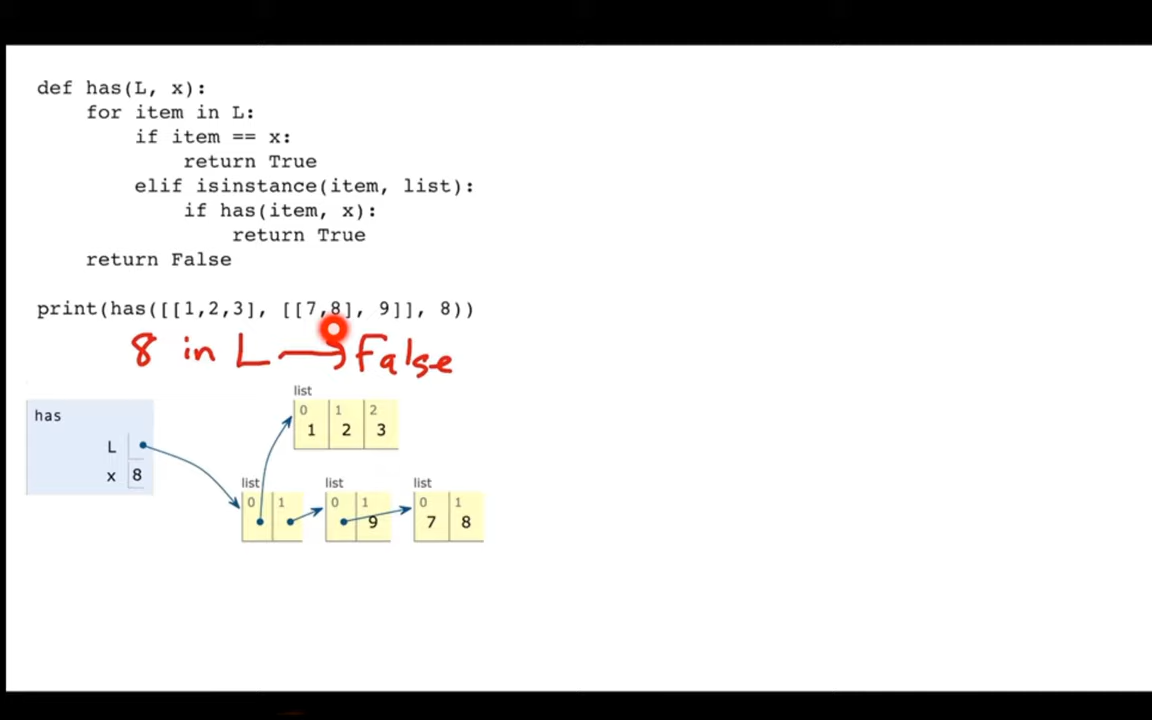 def has(L, x):
    for item in L:
        if item == x:
            return True
        elif isinstance(item, list):
            if has(item, x):
                return True
    return False
print(has([[1,2,3], [[7,8], 9]], 8))
8 in L → False
list
0 1 2
1 2 3
has
L
x 8
list list list
0 1 0 1 0 1
9 7 8